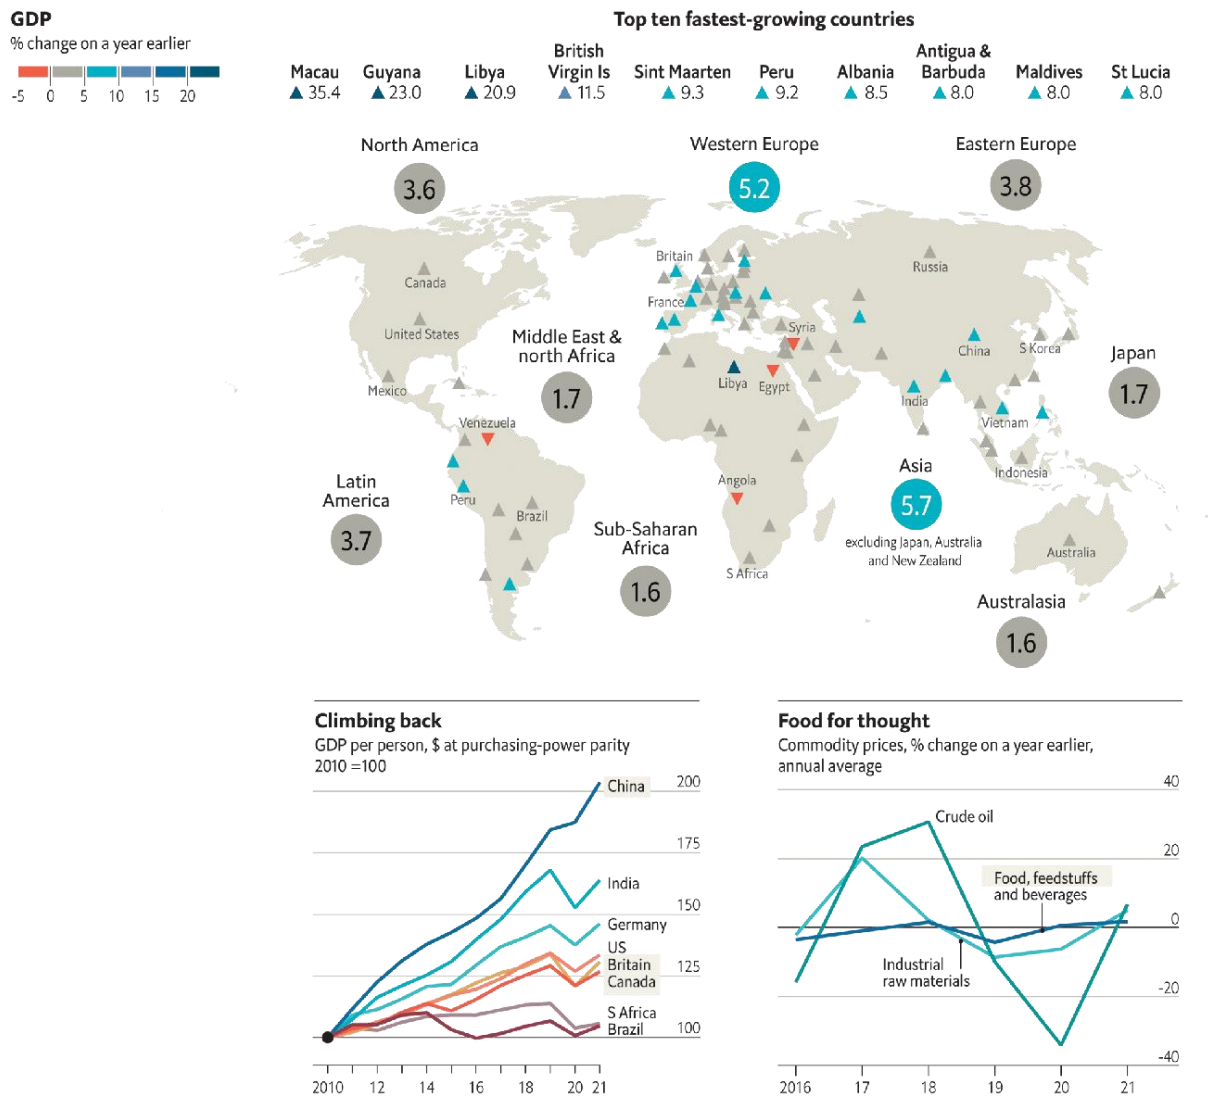 GDP
% change on a year earlier
-5 0 5 10 15 20
Top ten fastest-growing countries
Macau
35.4
Guyana
23.0
Libya
20.9
British
Virgin Is
11.5
Sint Maarten
9.3
Peru
9.2
Albania
8.5
Antigua &
Barbuda
8.0
Maldives
8.0
St Lucia
8.0
North America
3.6
Western Europe
5.2
Eastern Europe
3.8
Britain
Russia
Canada
France
United States
Syria
Middle East &
north Africa
1.7
China
S Korea
Japan
1.7
Mexico
Libya
Egypt
India
Venezuela
Vietnam
Asia
5.7
excluding Japan, Australia
and New Zealand
Indonesia
Latin
America
3.7
Peru
Brazil
Angola
Sub-Saharan
Africa
1.6
S Africa
Australia
Australasia
1.6
Climbing back
GDP per person, $ at purchasing-power parity
2010 =100
200
175
150
125
100
China
India
Germany
US
Britain
Canada
S Africa
Brazil
2010 12 14 16 18 20 21
Food for thought
Commodity prices, % change on a year earlier,
annual average
40
20
0
-20
-40
Crude oil
Food, feedstuffs
and beverages
Industrial
raw materials
2016 17 18 19 20 21